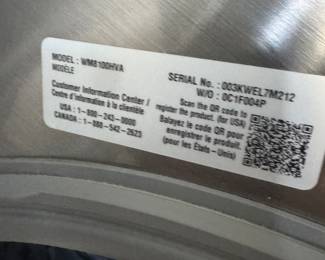 MODEL : WM8100HVA
MODÈLE
Customer Information Center /
Centre d'information à la clientèle
USA : 1-800-243-0000
CANADA : 1-888-542-2623
SERIAL No. : 003KWEL7M212
W/O : 0C1F004P
Scan the QR code to
register the product. (for USA)
Balayez le code QR pour
enregistrer le produit.
(pour les États-Unis)